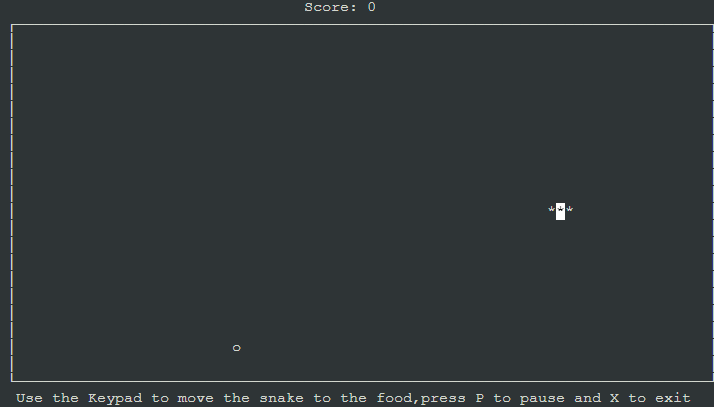 Score: 0
***
o
Use the Keypad to move the snake to the food,press P to pause and X to exit